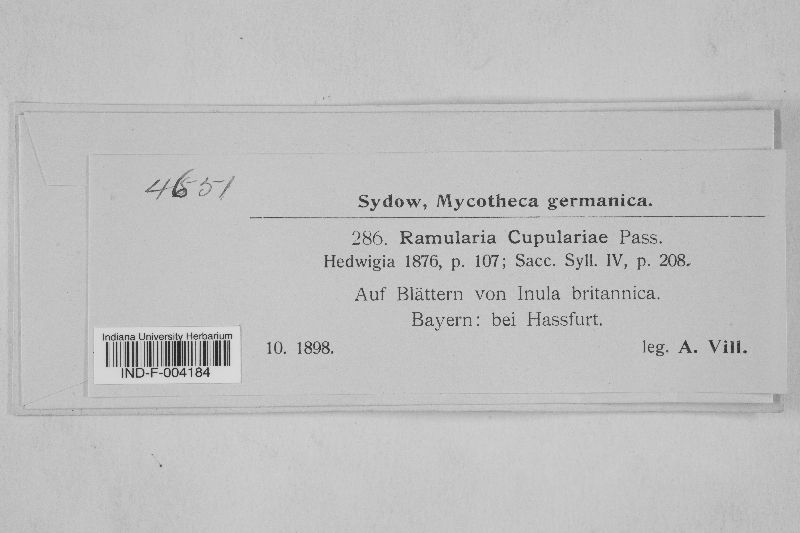 4651
Sydow, Mycotheca germanica.
286. Ramularia Cupulariae Pass.
Hedwigia 1876, p. 107; Sacc. Syll. IV, p. 208.
Auf Blättern von Inula britannica.
Bayern: bei Hassfurt.
10. 1898. leg. A. Vill.
Indiana University Herbarium
IND-F-004184